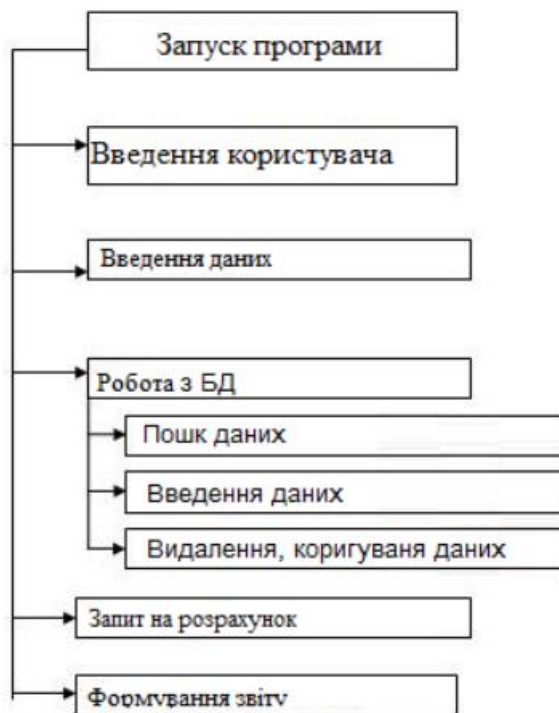 Запуск програми
Введення користувача
Введення даних
Робота з БД
Пошк даних
Введення даних
Видалення, коригуваня даних
Запит на розрахунок
Формування звіту